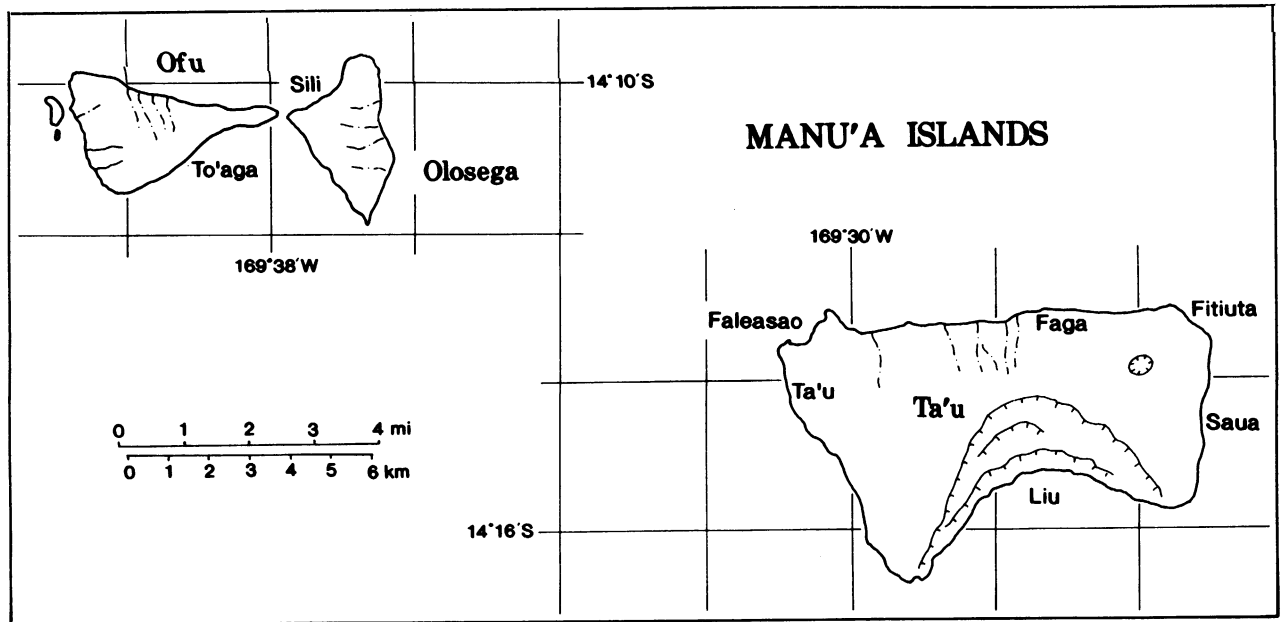 Ofu
Sili
14°10'S
MANU'A ISLANDS
To'aga
Olosega
169°38'W
169°30'W
Faleasao
Faga
Fitiuta
Ta'u
Ta'u
Saua
0 1 2 3 4 mi
0 1 2 3 4 5 6 km
Liu
14°16'S